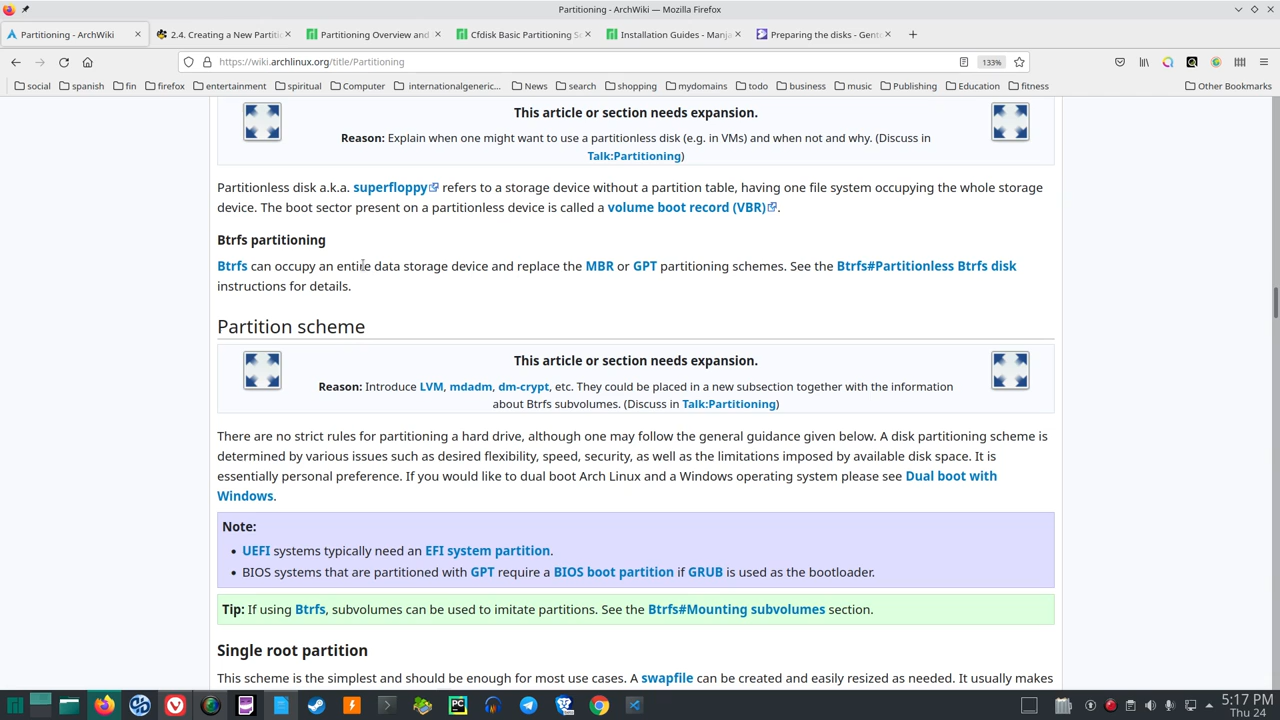 Partitioning - ArchWiki — Mozilla Firefox
Partitioning - ArchWiki
2.4. Creating a New Partiti
Partitioning Overview and
Cfdisk Basic Partitioning
Installation Guides - Manja
Preparing the disks - Gent
https://wiki.archlinux.org/title/Partitioning
133%
social
spanish
fin
firefox
entertainment
spiritual
Computer
internationalgeneric...
News
search
shopping
mydomains
todo
business
music
Publishing
Education
fitness
Other Bookmarks
This article or section needs expansion.
Reason: Explain when one might want to use a partitionless disk (e.g. in VMs) and when not and why. (Discuss in
Talk:Partitioning)
Partitionless disk a.k.a. superfloppy refers to a storage device without a partition table, having one file system occupying the whole storage
device. The boot sector present on a partitionless device is called a volume boot record (VBR).
Btrfs partitioning
Btrfs can occupy an entire data storage device and replace the MBR or GPT partitioning schemes. See the Btrfs#Partitionless Btrfs disk
instructions for details.
Partition scheme
This article or section needs expansion.
Reason: Introduce LVM, mdadm, dm-crypt, etc. They could be placed in a new subsection together with the information
about Btrfs subvolumes. (Discuss in Talk:Partitioning)
There are no strict rules for partitioning a hard drive, although one may follow the general guidance given below. A disk partitioning scheme is
determined by various issues such as desired flexibility, speed, security, as well as the limitations imposed by available disk space. It is
essentially personal preference. If you would like to dual boot Arch Linux and a Windows operating system please see Dual boot with
Windows.
Note:
• UEFI systems typically need an EFI system partition.
• BIOS systems that are partitioned with GPT require a BIOS boot partition if GRUB is used as the bootloader.
Tip: If using Btrfs, subvolumes can be used to imitate partitions. See the Btrfs#Mounting subvolumes section.
Single root partition
This scheme is the simplest and should be enough for most use cases. A swapfile can be created and easily resized as needed. It usually makes
5:17 PM
Thu 24